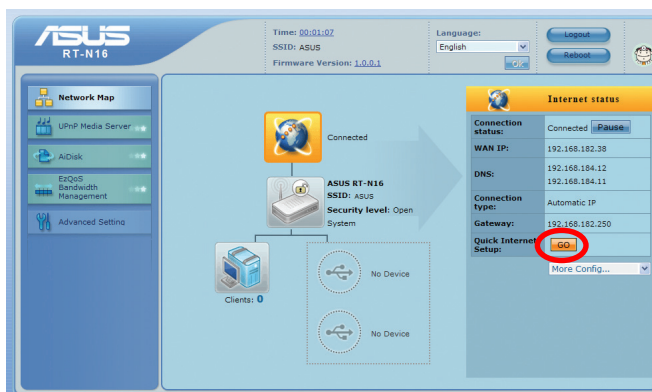 ASUS
RT-N16
Time: 00:01:07
SSID: ASUS
Firmware Version: 1.0.0.1
Language:
English
OK
Logout
Reboot
Network Map
UPnP Media Server
AiDisk
EzQoS
Bandwidth
Management
Advanced Setting
Connected
ASUS RT-N16
SSID: ASUS
Security level: Open
System
Clients: 0
No Device
No Device
Internet status
Connection
status:
Connected Pause
WAN IP: 192.168.182.38
DNS:
192.168.184.12
192.168.184.11
Connection
type:
Automatic IP
Gateway: 192.168.182.250
Quick Internet
Setup:
GO
More Config...